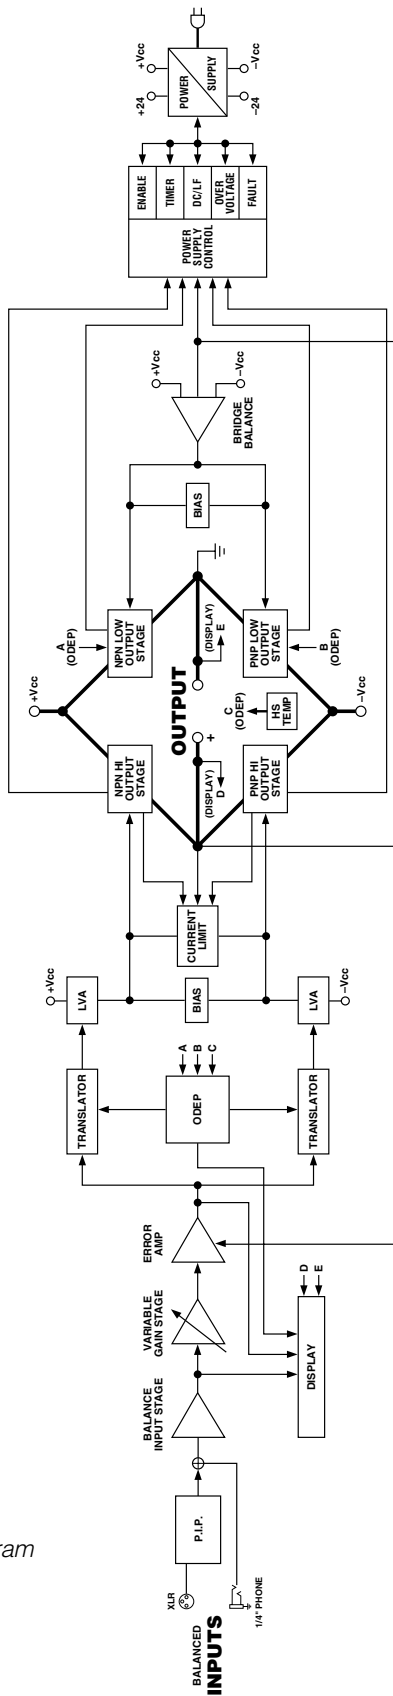 ram
BALANCED
INPUTS
XLR
1/4" PHONE
P.I.P.
BALANCE
INPUT STAGE
VARIABLE
GAIN STAGE
ERROR
AMP
DISPLAY
D
E
TRANSLATOR
ODEP
A
B
C
TRANSLATOR
+Vcc
LVA
BIAS
LVA
–Vcc
CURRENT
LIMIT
NPN HI
OUTPUT
STAGE
PNP HI
OUTPUT
STAGE
(DISPLAY)
D
+
OUTPUT
+Vcc
–Vcc
C
(ODEP)
HS
TEMP
(DISPLAY)
E
A
(ODEP)
NPN LOW
OUTPUT
STAGE
PNP LOW
OUTPUT
STAGE
B
(ODEP)
BIAS
BRIDGE
BALANCE
+Vcc
–Vcc
POWER
SUPPLY
CONTROL
ENABLE
TIMER
DC/LF
OVER
VOLTAGE
FAULT
+24
+Vcc
POWER
SUPPLY
–24
–Vcc